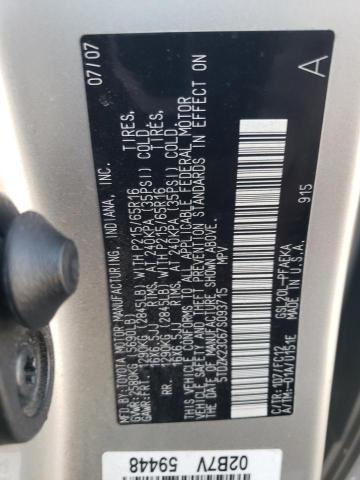 MFD. BY: TOYOTA MOTOR MANUFACTURING, INDIANA, INC. 07/07
GVWR: 2580KG (5690LB)
GAWR: FRT. 1290KG (2845LB) WITH P215/65R16 TIRES,
16X6.5JJ RIMS, AT 240KPA (35PSI) COLD.
GAWR: RR. 1290KG (2845LB) WITH P215/65R16 TIRES,
16X6.5JJ RIMS, AT 240KPA (35PSI) COLD.
THIS VEHICLE CONFORMS TO ALL APPLICABLE FEDERAL MOTOR
VEHICLE SAFETY, BUMPER, AND THEFT PREVENTION STANDARDS IN EFFECT ON
THE DATE OF MANUFACTURE SHOWN ABOVE.
5TDZK23C67S093715 MPV A
C/TR:1D7/FC12 GSL20L-PFAEKA
A/TM:-01A/U151E MADE IN U.S.A. 915
02B7V 59448